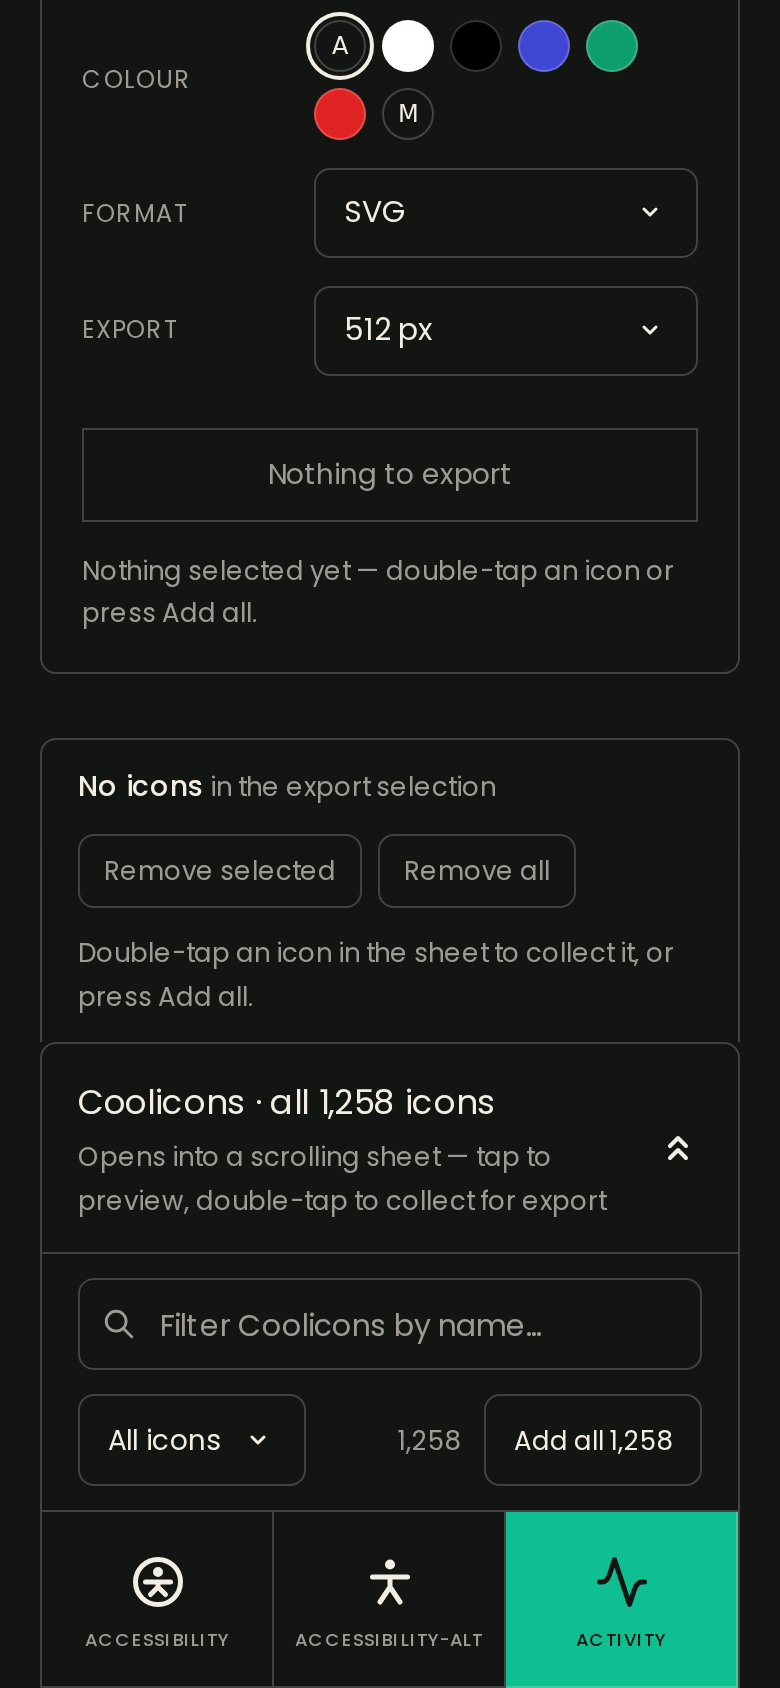 A
COLOUR
M
FORMAT
SVG
EXPORT
512 px
Nothing to export
Nothing selected yet — double-tap an icon or
press Add all.
No icons in the export selection
Remove selected
Remove all
Double-tap an icon in the sheet to collect it, or
press Add all.
Coolicons · all 1,258 icons
Opens into a scrolling sheet — tap to
preview, double-tap to collect for export
Filter Coolicons by name…
All icons
1,258
Add all 1,258
ACCESSIBILITY
ACCESSIBILITY-ALT
ACTIVITY